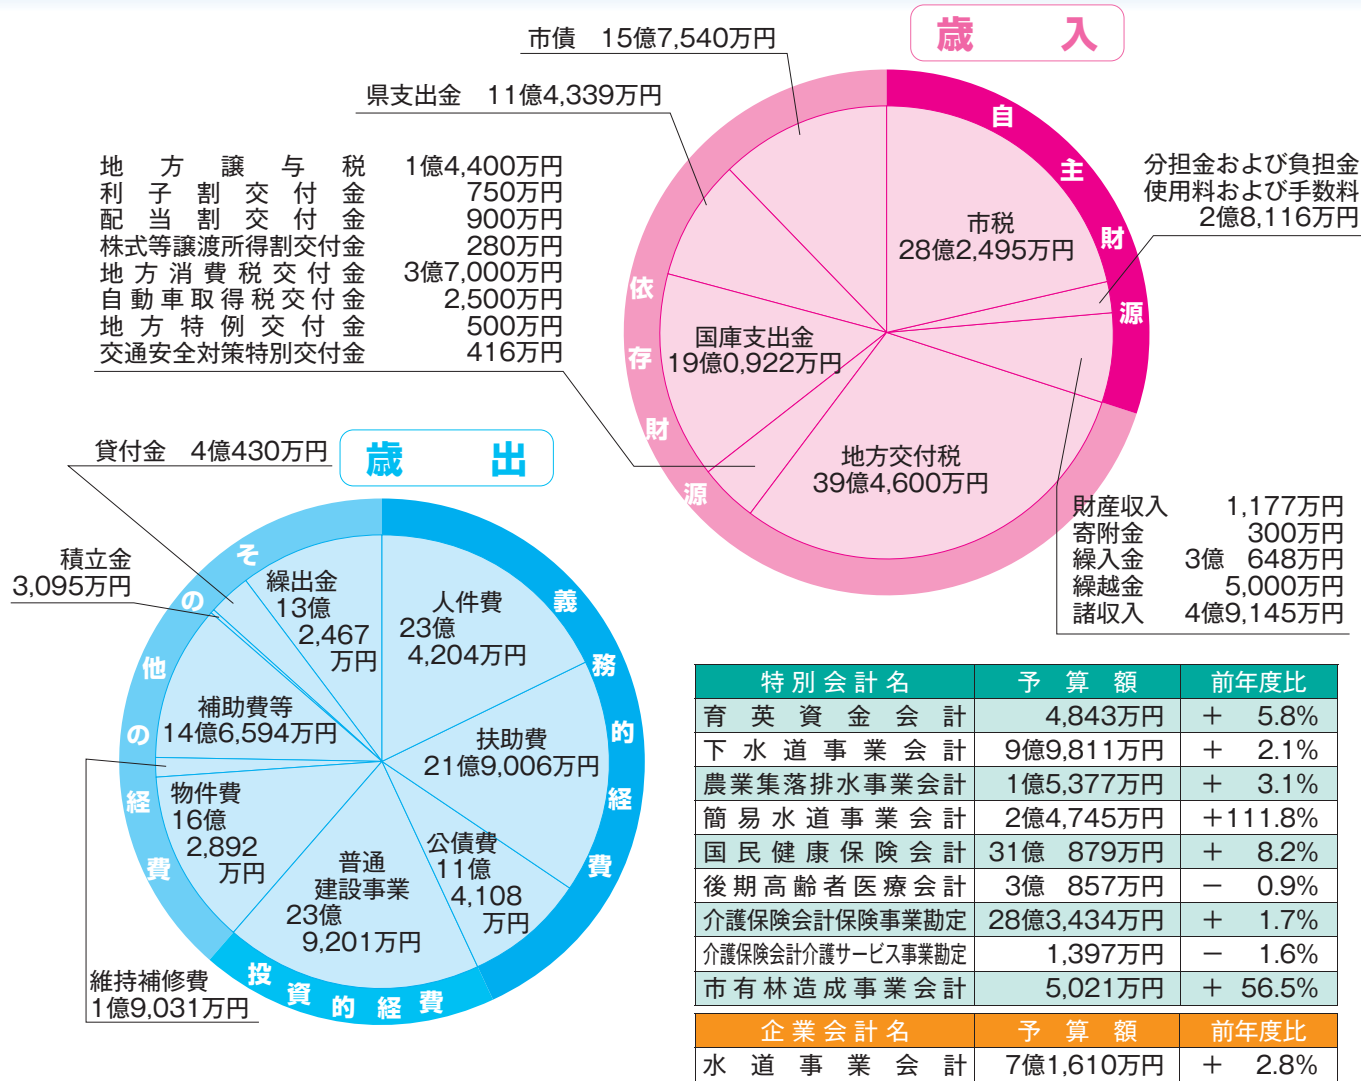 歳入
市債 15億7,540万円
県支出金 11億4,339万円
地方譲与税 1億4,400万円
利子割交付金 750万円
配当割交付金 900万円
株式等譲渡所得割交付金 280万円
地方消費税交付金 3億7,000万円
自動車取得税交付金 2,500万円
地方特例交付金 500万円
交通安全対策特別交付金 416万円
自主財源
市税
28億2,495万円
分担金および負担金
使用料および手数料
2億8,116万円
依存財源
国庫支出金
19億0,922万円
地方交付税
39億4,600万円
財産収入 1,177万円
寄附金 300万円
繰入金 3億 648万円
繰越金 5,000万円
諸収入 4億9,145万円
歳出
貸付金 4億430万円
積立金
3,095万円
その他の経費
繰出金
13億
2,467
万円
人件費
23億
4,204万円
義務的経費
補助費等
14億6,594万円
扶助費
21億9,006万円
物件費
16億
2,892
万円
公債費
11億
4,108
万円
普通
建設事業
23億
9,201万円
投資的経費
維持補修費
1億9,031万円
特別会計名 予算額 前年度比
育英資金会計 4,843万円 + 5.8%
下水道事業会計 9億9,811万円 + 2.1%
農業集落排水事業会計 1億5,377万円 + 3.1%
簡易水道事業会計 2億4,745万円 +111.8%
国民健康保険会計 31億 879万円 + 8.2%
後期高齢者医療会計 3億 857万円 − 0.9%
介護保険会計保険事業勘定 28億3,434万円 + 1.7%
介護保険会計介護サービス事業勘定 1,397万円 − 1.6%
市有林造成事業会計 5,021万円 + 56.5%
企業会計名 予算額 前年度比
水道事業会計 7億1,610万円 + 2.8%